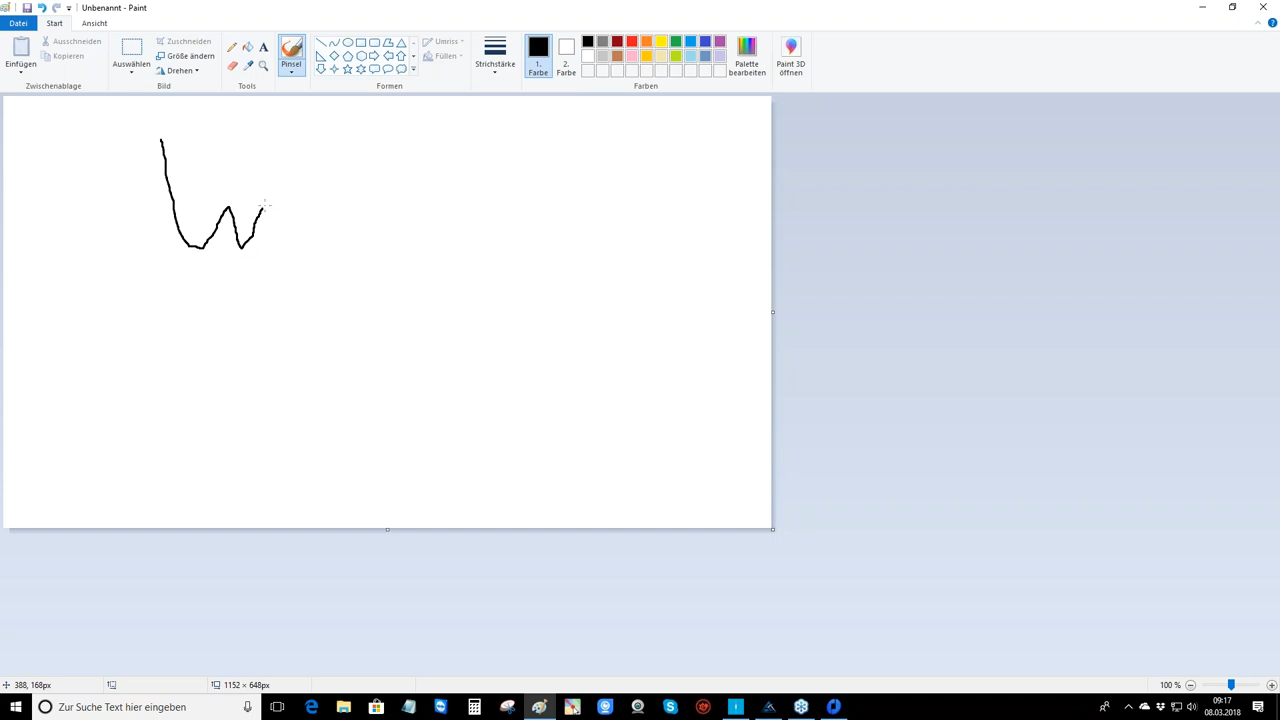 Unbenannt - Paint
Datei Start Ansicht
Einfügen Ausschneiden Kopieren
Zwischenablage
Auswählen Zuschneiden Größe ändern Drehen
Bild
Tools
Pinsel
Umriss Füllen
Formen
Strichstärke
1. Farbe
2. Farbe
Palette bearbeiten
Farben
Paint 3D öffnen
388, 168px
1152 × 648px
100 %
Zur Suche Text hier eingeben
09:17
08.03.2018